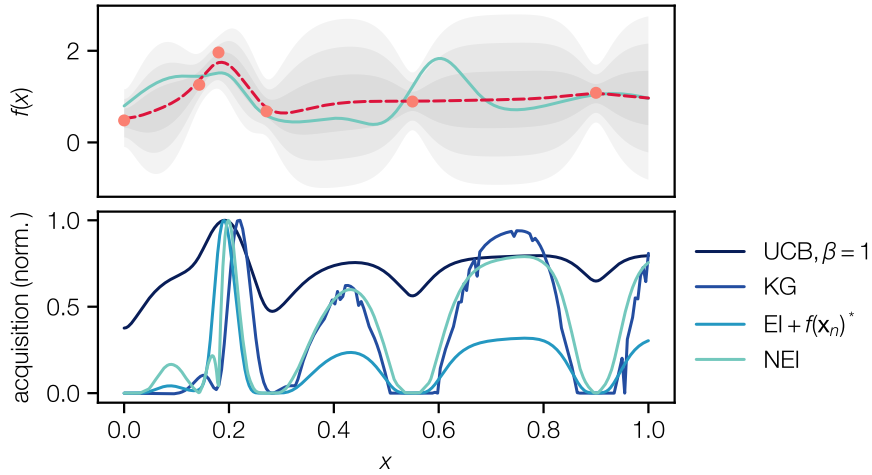 2
0
f(x)
1.0
0.5
0.0
acquisition (norm.)
0.0 0.2 0.4 0.6 0.8 1.0
x
UCB, β = 1
KG
EI + f(𝐱ₙ)*
NEI